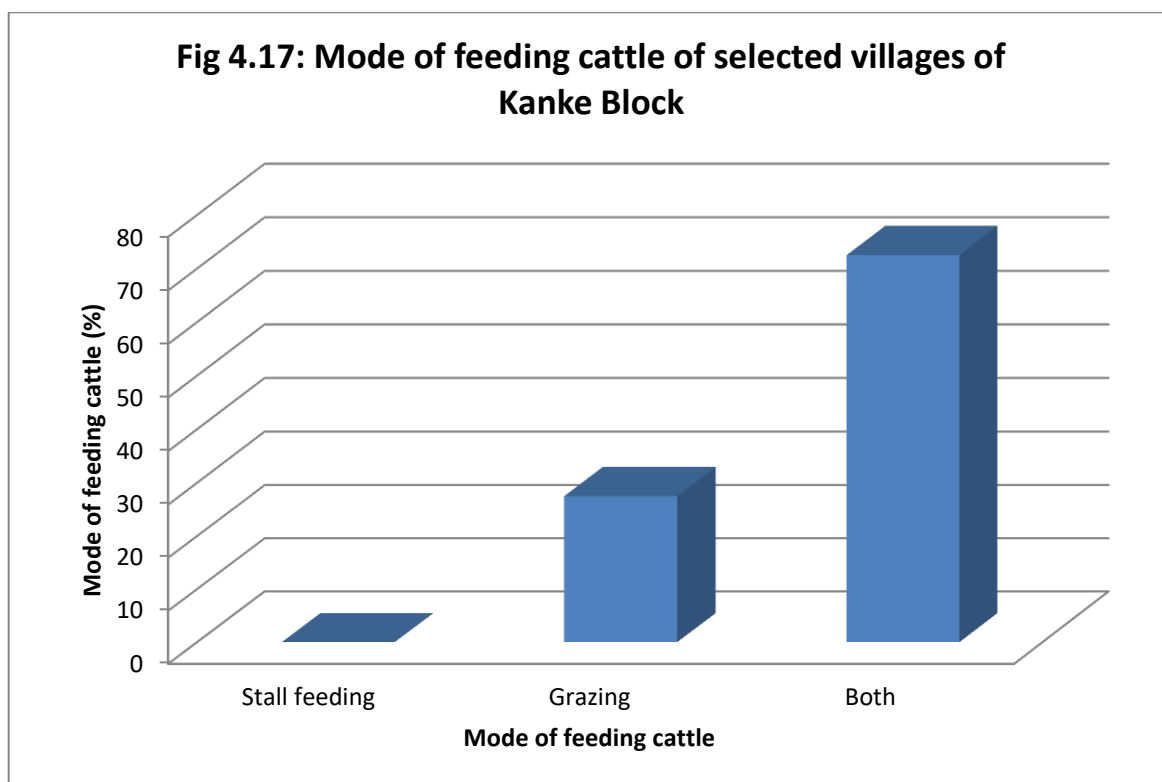 Fig 4.17: Mode of feeding cattle of selected villages of
Kanke Block
Mode of feeding cattle (%)
80
70
60
50
40
30
20
10
0
Stall feeding
Grazing
Both
Mode of feeding cattle